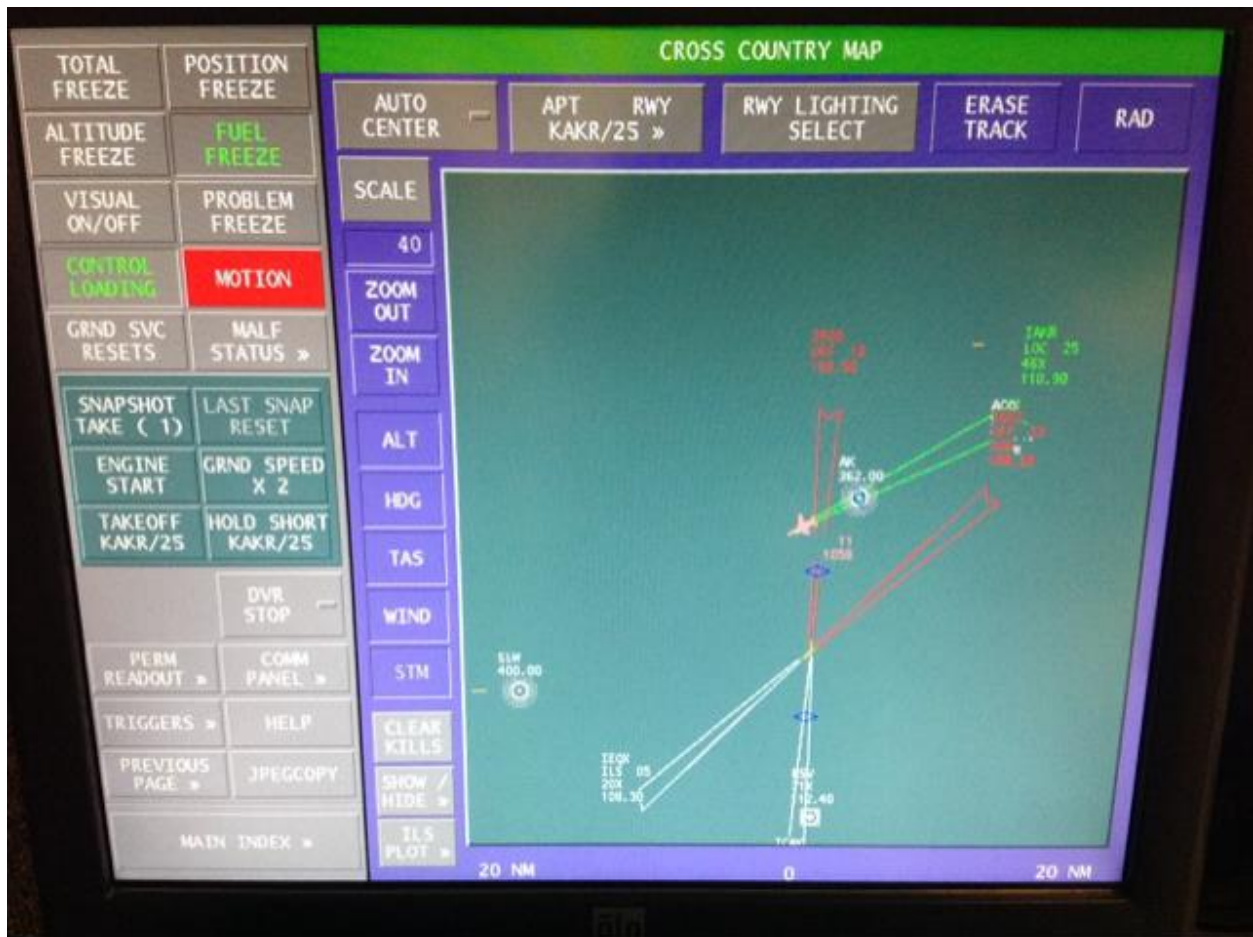 CROSS COUNTRY MAP
TOTAL
FREEZE
POSITION
FREEZE
ALTITUDE
FREEZE
FUEL
FREEZE
VISUAL
ON/OFF
PROBLEM
FREEZE
CONTROL
LOADING
MOTION
GRND SVC
RESETS
MALF
STATUS »
SNAPSHOT
TAKE ( 1)
LAST SNAP
RESET
ENGINE
START
GRND SPEED
X 2
TAKEOFF
KAKR/25
HOLD SHORT
KAKR/25
DVR
STOP
PERM
READOUT »
COMM
PANEL »
TRIGGERS »
HELP
PREVIOUS
PAGE »
JPEGCOPY
MAIN INDEX »
AUTO
CENTER
APT RWY
KAKR/25 »
RWY LIGHTING
SELECT
ERASE
TRACK
RAD
SCALE
40
ZOOM
OUT
ZOOM
IN
ALT
HDG
TAS
WIND
STM
CLEAR
KILLS
SHOW /
HIDE »
ILS
PLOT »
IAKR
LOC 25
46X
110.90
AK
362.00
T1
1050
400.00
ILS 05
20X
108.30
71X
20 NM
0
20 NM
elo